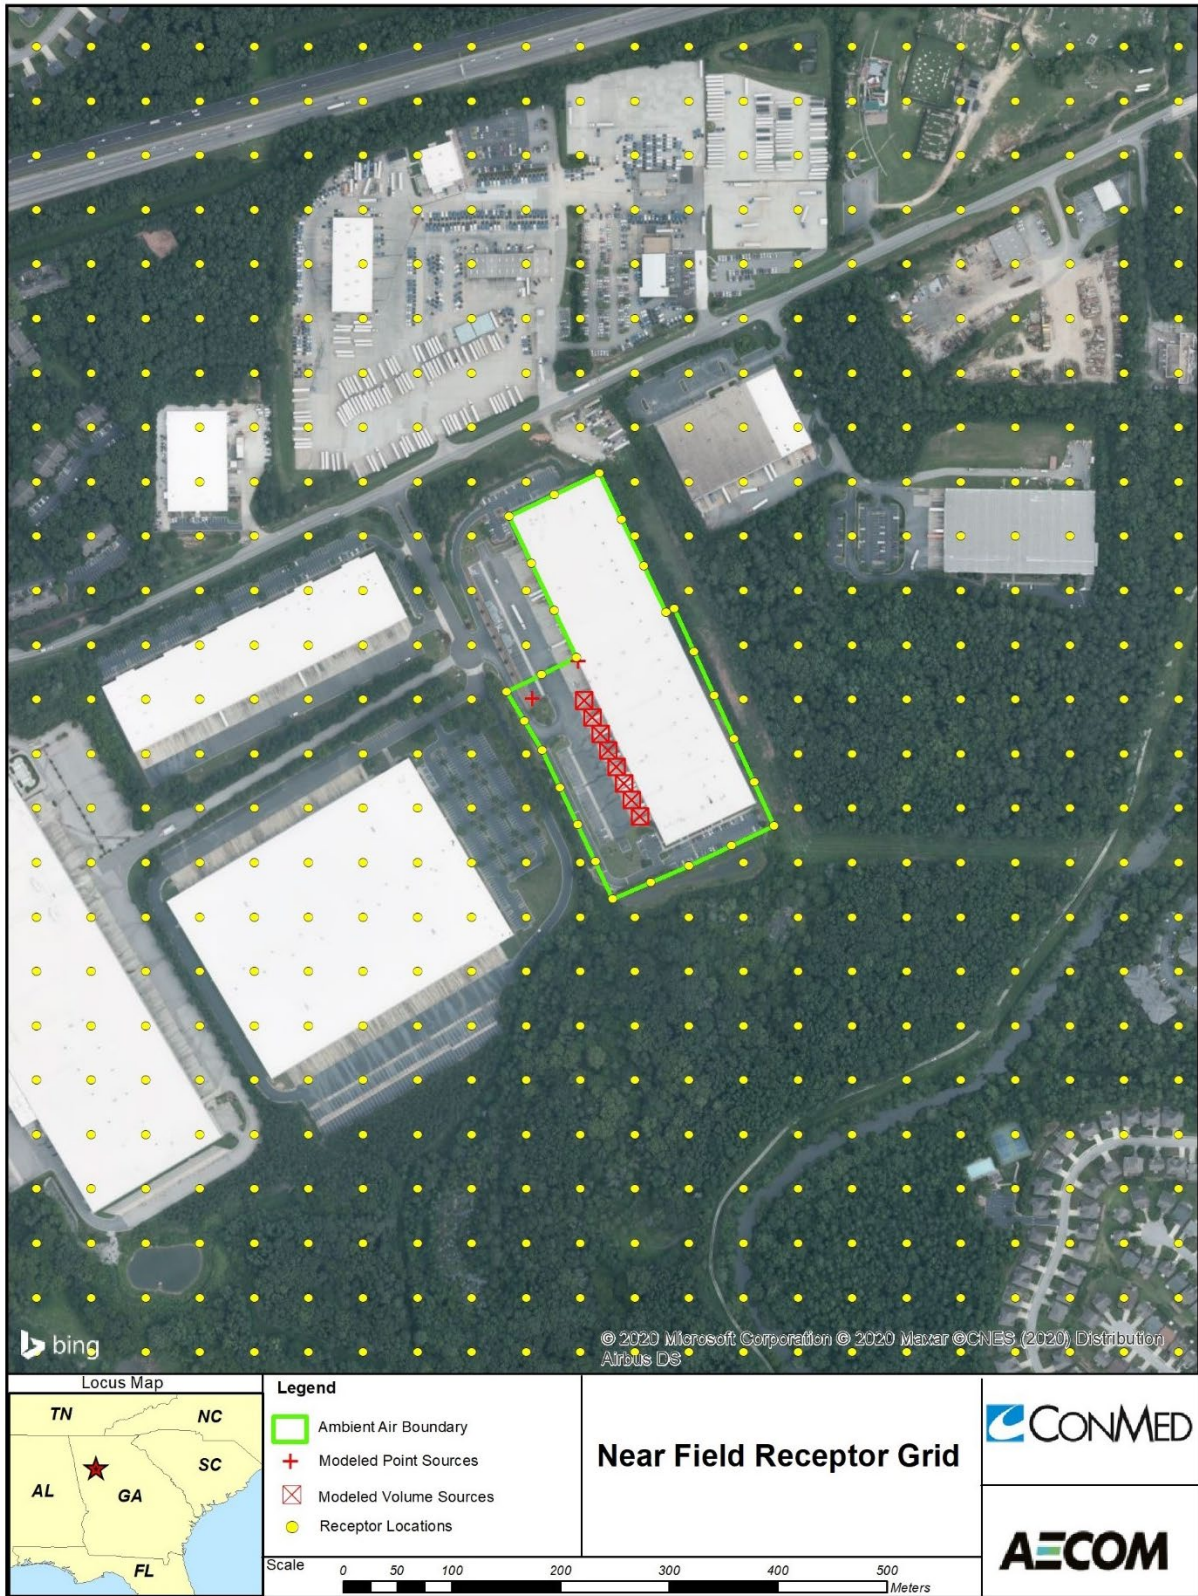 bing
© 2020 Microsoft Corporation © 2020 Maxar ©CNES (2020) Distribution
Airbus DS
Locus Map
TN
NC
SC
AL
GA
FL
Legend
Ambient Air Boundary
Modeled Point Sources
Modeled Volume Sources
Receptor Locations
Near Field Receptor Grid
CONMED
AECOM
Scale
0 50 100 200 300 400 500
Meters